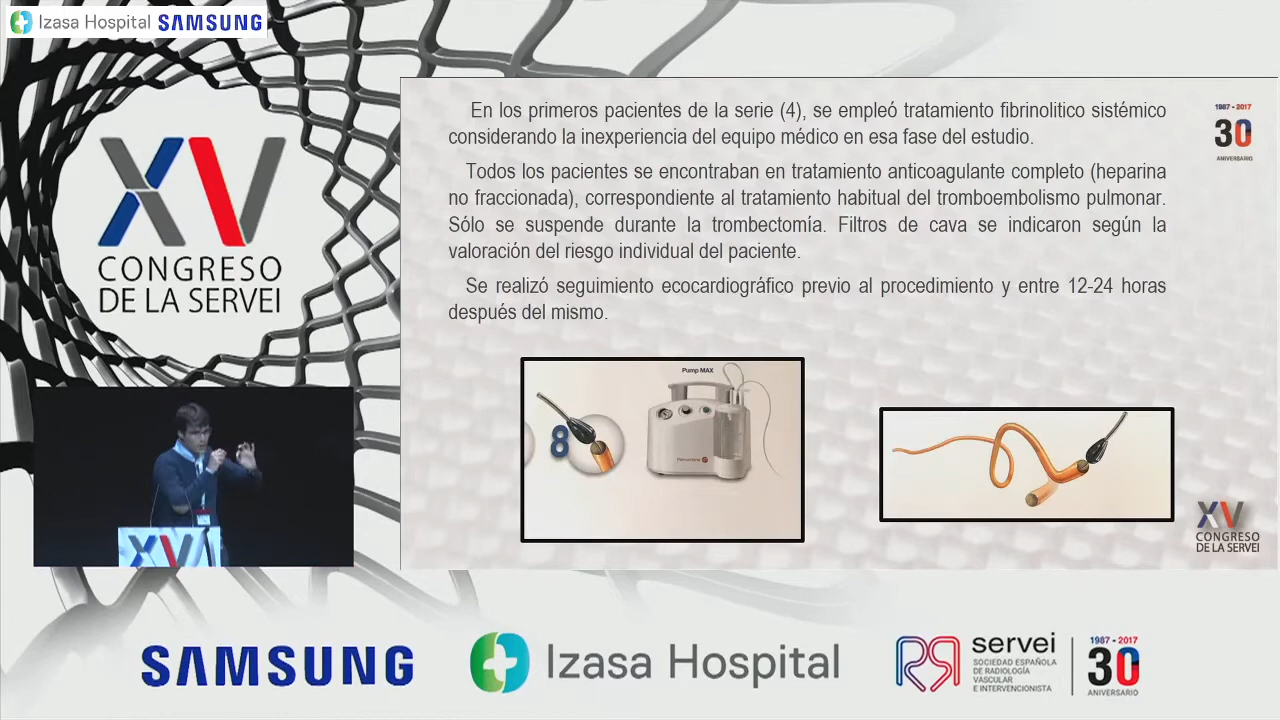 Izasa Hospital SAMSUNG
XV
CONGRESO
DE LA SERVEI
En los primeros pacientes de la serie (4), se empleó tratamiento fibrinolitico sistémico
considerando la inexperiencia del equipo médico en esa fase del estudio.
Todos los pacientes se encontraban en tratamiento anticoagulante completo (heparina
no fraccionada), correspondiente al tratamiento habitual del tromboembolismo pulmonar.
Sólo se suspende durante la trombectomía. Filtros de cava se indicaron según la
valoración del riesgo individual del paciente.
Se realizó seguimiento ecocardiográfico previo al procedimiento y entre 12-24 horas
después del mismo.
1987 - 2017
30
ANIVERSARIO
Pump MAX
8
Penumbra
XV
CONGRESO
DE LA SERVEI
XV
SAMSUNG
Izasa Hospital
servei
SOCIEDAD ESPAÑOLA
DE RADIOLOGÍA
VASCULAR
E INTERVENCIONISTA
1987 - 2017
30
ANIVERSARIO